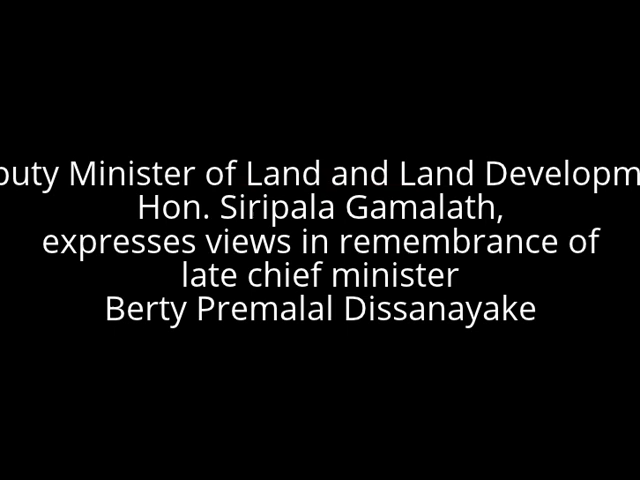 puty Minister of Land and Land Developm
Hon. Siripala Gamalath,
expresses views in remembrance of
late chief minister
Berty Premalal Dissanayake